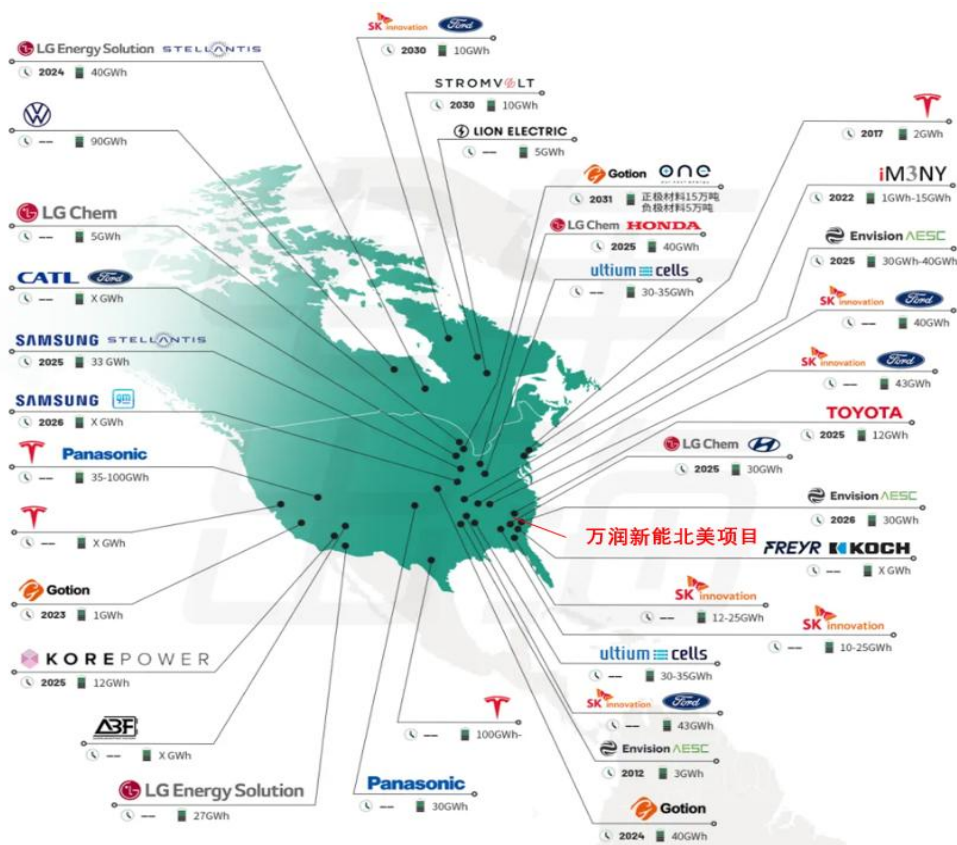 SK innovation Ford
2030 10GWh
LG Energy Solution STELLANTIS
2024 40GWh
STROMVOLT
2030 10GWh
—— 90GWh
LION ELECTRIC
—— 5GWh
2017 2GWh
Gotion one
2031 正极材料15万吨
负极材料5万吨
iM3NY
2022 1GWh-15GWh
LG Chem
—— 5GWh
LG Chem HONDA
2025 40GWh
Envision AESC
2025 30GWh-40GWh
CATL Ford
—— X GWh
ultium cells
—— 30-35GWh
SK innovation Ford
—— 40GWh
SAMSUNG STELLANTIS
2025 33 GWh
SK innovation Ford
—— 43GWh
SAMSUNG gm
2026 X GWh
TOYOTA
2025 12GWh
Panasonic
—— 35-100GWh
LG Chem
2025 30GWh
—— X GWh
Envision AESC
2026 30GWh
万润新能北美项目
FREYR KOCH
—— X GWh
Gotion
2023 1GWh
SK innovation
—— 12-25GWh
SK innovation
—— 10-25GWh
KOREPOWER
2025 12GWh
ultium cells
—— 30-35GWh
ABF
—— X GWh
—— 100GWh-
SK innovation Ford
—— 43GWh
Envision AESC
2012 3GWh
LG Energy Solution
—— 27GWh
Panasonic
—— 30GWh
Gotion
2024 40GWh